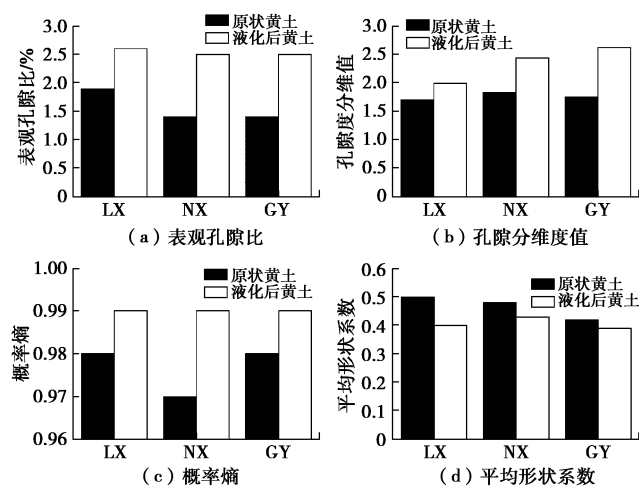 3.0
2.5
2.0
1.5
1.0
0.5
0
表观孔隙比/%
原状黄土
液化后黄土
LX NX GY
(a) 表观孔隙比
3.0
2.5
2.0
1.5
1.0
0.5
0
孔隙度分维值
原状黄土
液化后黄土
LX NX GY
(b) 孔隙分维度值
1.00
0.99
0.98
0.97
0.96
概率熵
原状黄土
液化后黄土
LX NX GY
(c) 概率熵
0.6
0.5
0.4
0.3
0.2
0.1
0
平均形状系数
原状黄土
液化后黄土
LX NX GY
(d) 平均形状系数